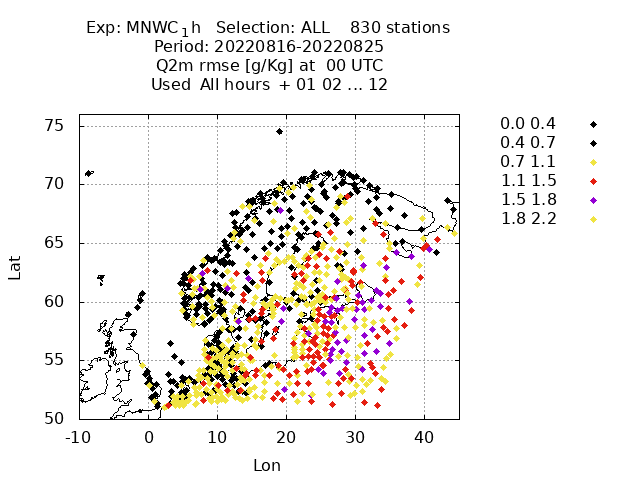 Exp: MNWC1h   Selection: ALL    830 stations
Period: 20220816-20220825
Q2m rmse [g/Kg] at  00 UTC
Used  All hours  + 01 02 ... 12
0.0 0.4
0.4 0.7
0.7 1.1
1.1 1.5
1.5 1.8
1.8 2.2
75
70
65
60
55
50
Lat
-10 0 10 20 30 40
Lon